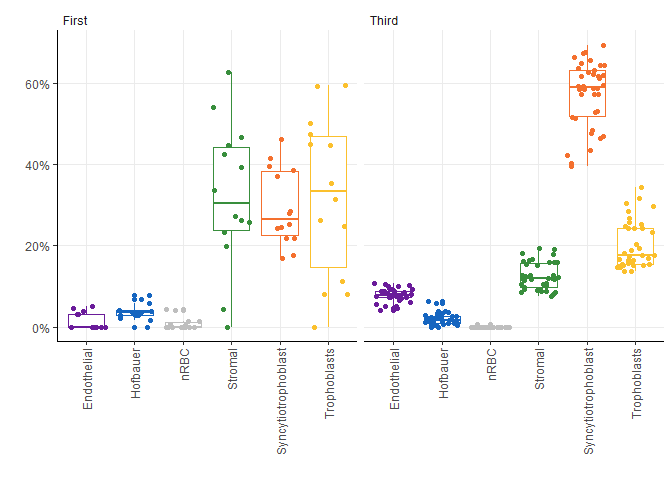 First
Third
60%
40%
20%
0%
Endothelial
Hofbauer
nRBC
Stromal
Syncytiotrophoblast
Trophoblasts
Endothelial
Hofbauer
nRBC
Stromal
Syncytiotrophoblast
Trophoblasts